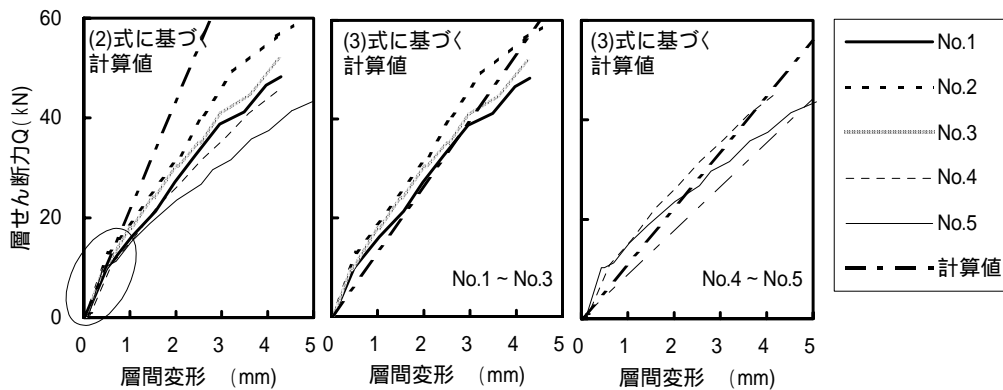 (2)式に基づく
計算値
(3)式に基づく
計算値
(3)式に基づく
計算値
層せん断力Q(kN)
60
40
20
0
No.1～No.3
No.4～No.5
0 1 2 3 4 5
0 1 2 3 4 5
0 1 2 3 4 5
層間変形 (mm)
層間変形 (mm)
層間変形 (mm)
No.1
No.2
No.3
No.4
No.5
計算値